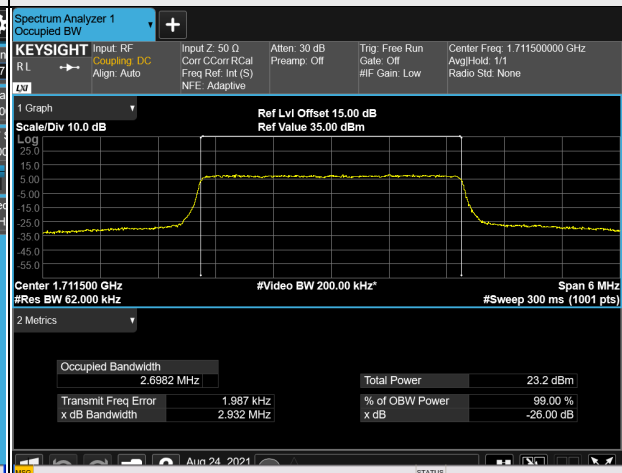 Spectrum Analyzer 1
Occupied BW
+
KEYSIGHT Input: RF Input Z: 50 Ω Atten: 30 dB Trig: Free Run Center Freq: 1.711500000 GHz
RL Coupling: DC Corr CCorr RCal Preamp: Off Gate: Off Avg|Hold: 1/1
Align: Auto Freq Ref: Int (S) #IF Gain: Low Radio Std: None
LXI NFE: Adaptive
1 Graph
Ref Lvl Offset 15.00 dB
Scale/Div 10.0 dB Ref Value 35.00 dBm
Log
25.0
15.0
5.00
-5.00
-15.0
-25.0
-35.0
-45.0
-55.0
Center 1.711500 GHz #Video BW 200.00 kHz* Span 6 MHz
#Res BW 62.000 kHz #Sweep 300 ms (1001 pts)
2 Metrics
Occupied Bandwidth
2.6982 MHz Total Power 23.2 dBm
Transmit Freq Error 1.987 kHz % of OBW Power 99.00 %
x dB Bandwidth 2.932 MHz x dB -26.00 dB
Aug 24, 2021
MSG STATUS